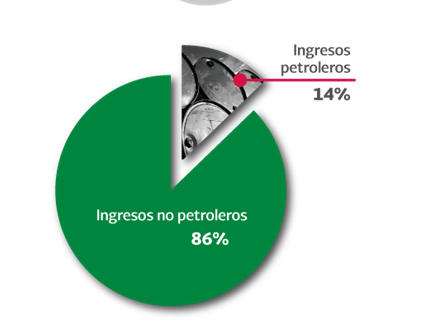 Ingresos
petroleros
14%
Ingresos no petroleros
86%